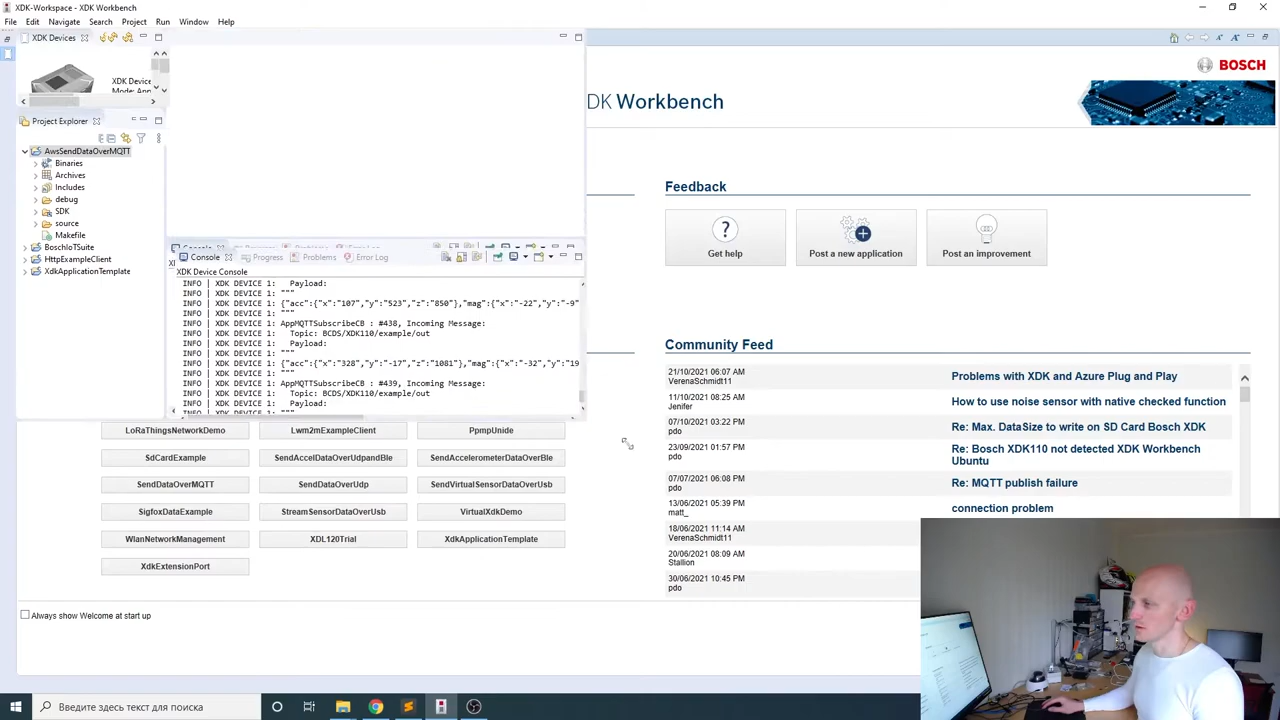 XDK-Workspace - XDK Workbench
File Edit Navigate Search Project Run Window Help
XDK Devices
XDK Device
Mode: App
Project Explorer
AwsSendDataOverMQTT
Binaries
Archives
Includes
debug
SDK
source
Makefile
BoschIoTSuite
HttpExampleClient
XdkApplicationTemplate
Console Progress Problems Error Log
XDK Device Console
INFO | XDK DEVICE 1:   Payload:
INFO | XDK DEVICE 1:   """
INFO | XDK DEVICE 1: {"acc":{"x":"107","y":"523","z":"850"},"mag":{"x":"-22","y":"-9"
INFO | XDK DEVICE 1:   """
INFO | XDK DEVICE 1: AppMQTTSubscribeCB : #438, Incoming Message:
INFO | XDK DEVICE 1:   Topic: BCDS/XDK110/example/out
INFO | XDK DEVICE 1:   Payload:
INFO | XDK DEVICE 1:   """
INFO | XDK DEVICE 1: {"acc":{"x":"328","y":"-17","z":"1081"},"mag":{"x":"-32","y":"19
INFO | XDK DEVICE 1:   """
INFO | XDK DEVICE 1: AppMQTTSubscribeCB : #439, Incoming Message:
INFO | XDK DEVICE 1:   Topic: BCDS/XDK110/example/out
INFO | XDK DEVICE 1:   Payload:
INFO | XDK DEVICE 1:   """
BOSCH
DK Workbench
Feedback
Get help
Post a new application
Post an improvement
Community Feed
21/10/2021 06:07 AM
VerenaSchmidt11
Problems with XDK and Azure Plug and Play
11/10/2021 08:25 AM
Jenifer
How to use noise sensor with native checked function
07/10/2021 03:22 PM
pdo
Re: Max. DataSize to write on SD Card Bosch XDK
23/09/2021 01:57 PM
pdo
Re: Bosch XDK110 not detected XDK Workbench
Ubuntu
07/07/2021 06:08 PM
pdo
Re: MQTT publish failure
13/06/2021 05:39 PM
matt_
connection problem
18/06/2021 11:14 AM
VerenaSchmidt11
20/06/2021 08:09 AM
Stallion
30/06/2021 10:45 PM
pdo
LoRaThingsNetworkDemo Lwm2mExampleClient PpmpUnide
SdCardExample SendAccelDataOverUdpandBle SendAccelerometerDataOverBle
SendDataOverMQTT SendDataOverUdp SendVirtualSensorDataOverUsb
SigfoxDataExample StreamSensorDataOverUsb VirtualXdkDemo
WlanNetworkManagement XDL120Trial XdkApplicationTemplate
XdkExtensionPort
Always show Welcome at start up
Введите здесь текст для поиска